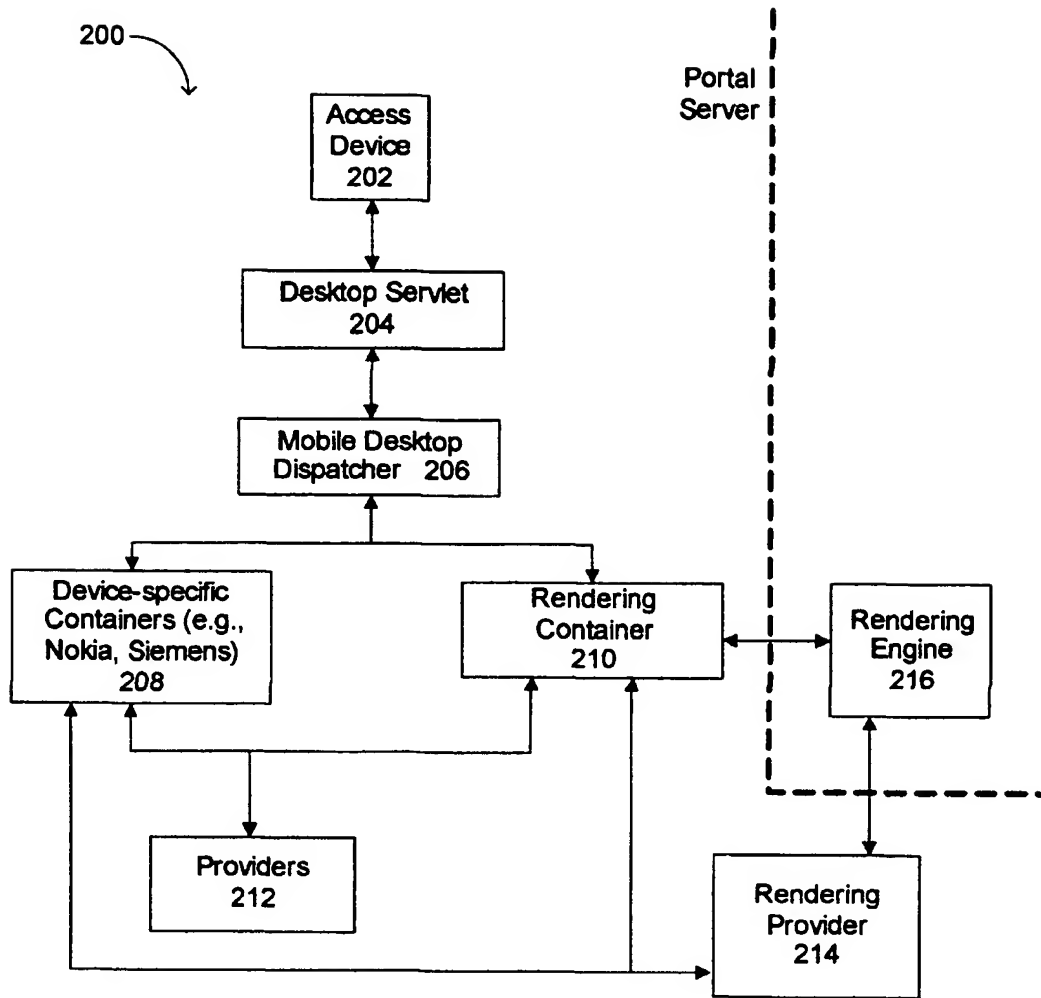 200
Portal
Server
Access
Device
202
Desktop Servlet
204
Mobile Desktop
Dispatcher 206
Device-specific
Containers (e.g.,
Nokia, Siemens)
208
Rendering
Container
210
Rendering
Engine
216
Providers
212
Rendering
Provider
214